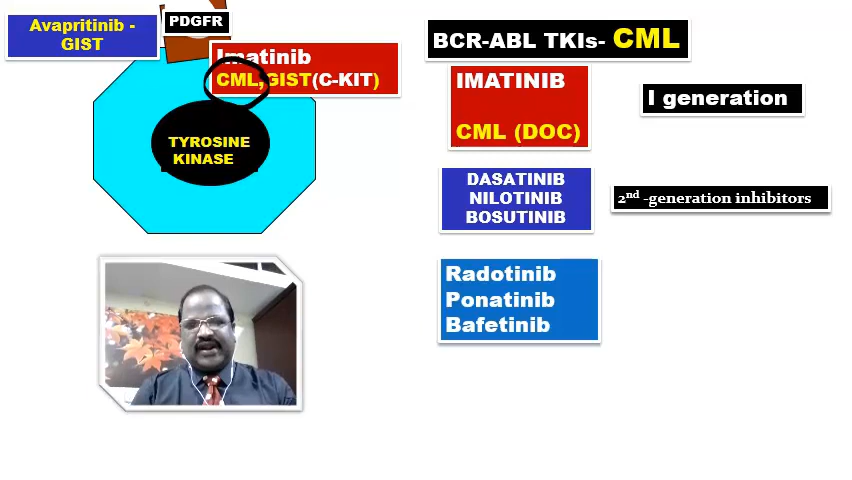 Avapritinib -
GIST
PDGFR
Imatinib
CML,GIST(C-KIT)
TYROSINE
KINASE
BCR-ABL TKIs- CML
IMATINIB
CML (DOC)
I generation
DASATINIB
NILOTINIB
BOSUTINIB
2nd -generation inhibitors
Radotinib
Ponatinib
Bafetinib